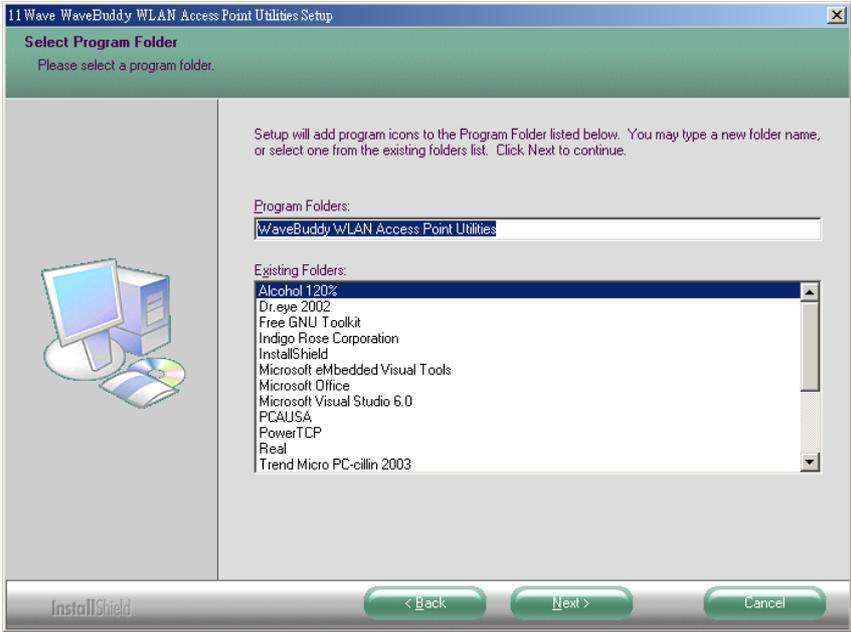 11Wave WaveBuddy WLAN Access Point Utilities Setup
Select Program Folder
Please select a program folder.
Setup will add program icons to the Program Folder listed below. You may type a new folder name,
or select one from the existing folders list. Click Next to continue.
Program Folders:
WaveBuddy WLAN Access Point Utilities
Existing Folders:
Alcohol 120%
Dr.eye 2002
Free GNU Toolkit
Indigo Rose Corporation
InstallShield
Microsoft eMbedded Visual Tools
Microsoft Office
Microsoft Visual Studio 6.0
PCAUSA
PowerTCP
Real
Trend Micro PC-cillin 2003
InstallShield
< Back
Next >
Cancel